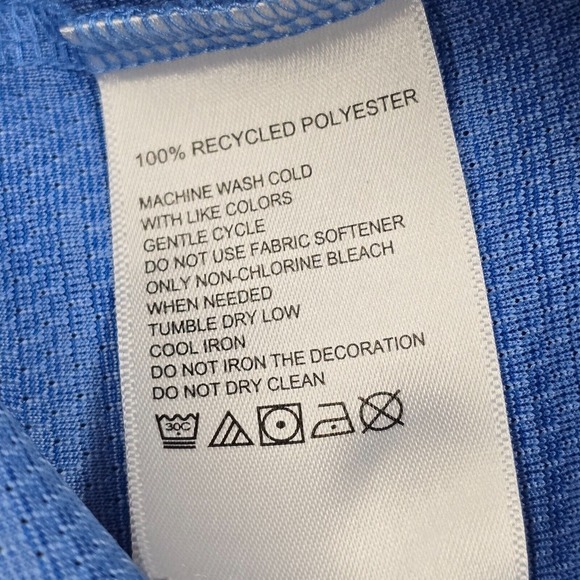 100% RECYCLED POLYESTER
MACHINE WASH COLD
WITH LIKE COLORS
GENTLE CYCLE
DO NOT USE FABRIC SOFTENER
ONLY NON-CHLORINE BLEACH
WHEN NEEDED
TUMBLE DRY LOW
COOL IRON
DO NOT IRON THE DECORATION
DO NOT DRY CLEAN
30C